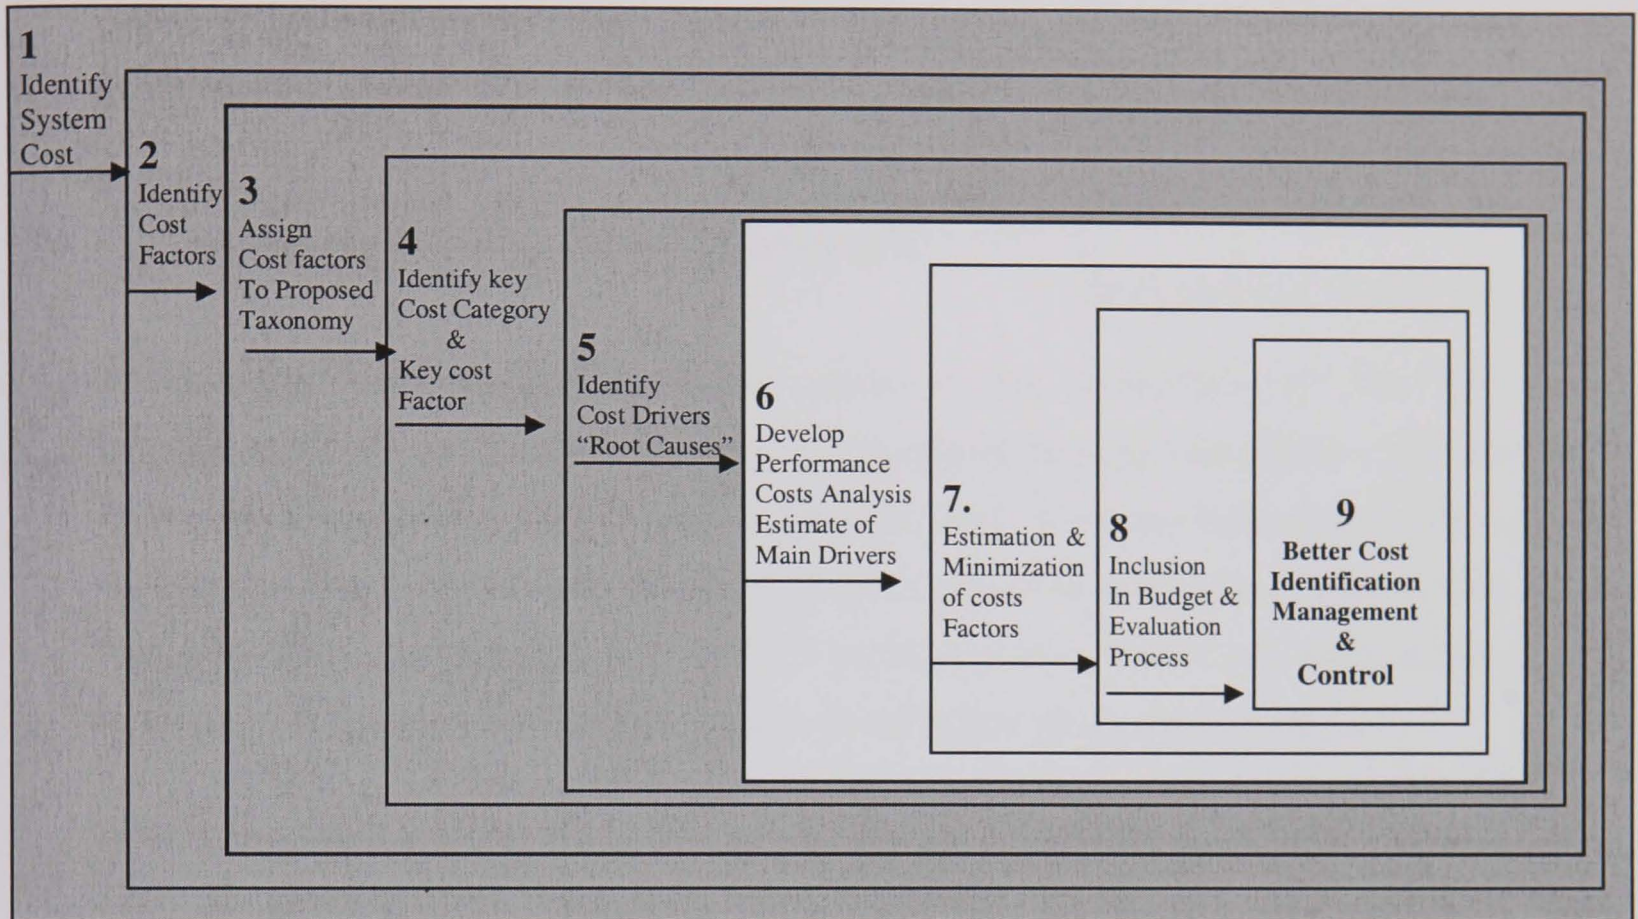 1
Identify
System
Cost
2
Identify
Cost
Factors
3
Assign
Cost factors
To Proposed
Taxonomy
4
Identify key
Cost Category
&
Key cost
Factor
5
Identify
Cost Drivers
“Root Causes”
6
Develop
Performance
Costs Analysis
Estimate of
Main Drivers
7.
Estimation &
Minimization
of costs
Factors
8
Inclusion
In Budget &
Evaluation
Process
9
Better Cost
Identification
Management
&
Control